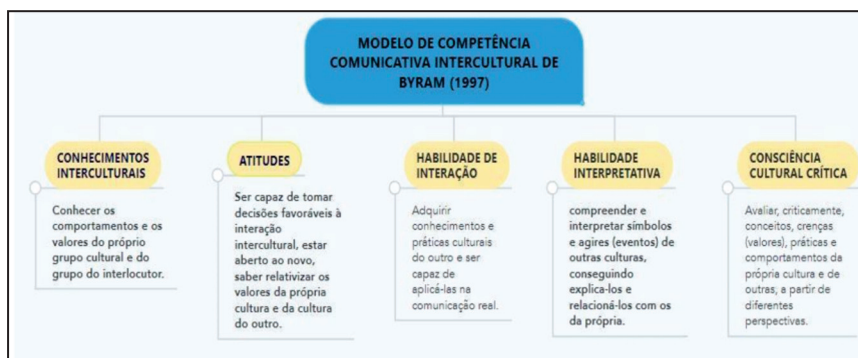 MODELO DE COMPETÊNCIA
COMUNICATIVA INTERCULTURAL DE
BYRAM (1997)
CONHECIMENTOS
INTERCULTURAIS
Conhecer os
comportamentos e os
valores do próprio
grupo cultural e do
grupo do interlocutor.
ATITUDES
Ser capaz de tomar
decisões favoráveis à
interação
intercultural, estar
aberto ao novo,
saber relativizar os
valores da própria
cultura e da cultura
do outro.
HABILIDADE DE
INTERAÇÃO
Adquirir
conhecimentos e
práticas culturais
do outro e ser
capaz de
aplicá-las na
comunicação real.
HABILIDADE
INTERPRETATIVA
compreender e
interpretar símbolos
e agires (eventos) de
outras culturas,
conseguindo
explica-los e
relacioná-los com os
da própria.
CONSCIÊNCIA
CULTURAL CRÍTICA
Avaliar, criticamente,
conceitos, crenças
(valores), práticas e
comportamentos da
própria cultura e de
outras, a partir de
diferentes
perspectivas.